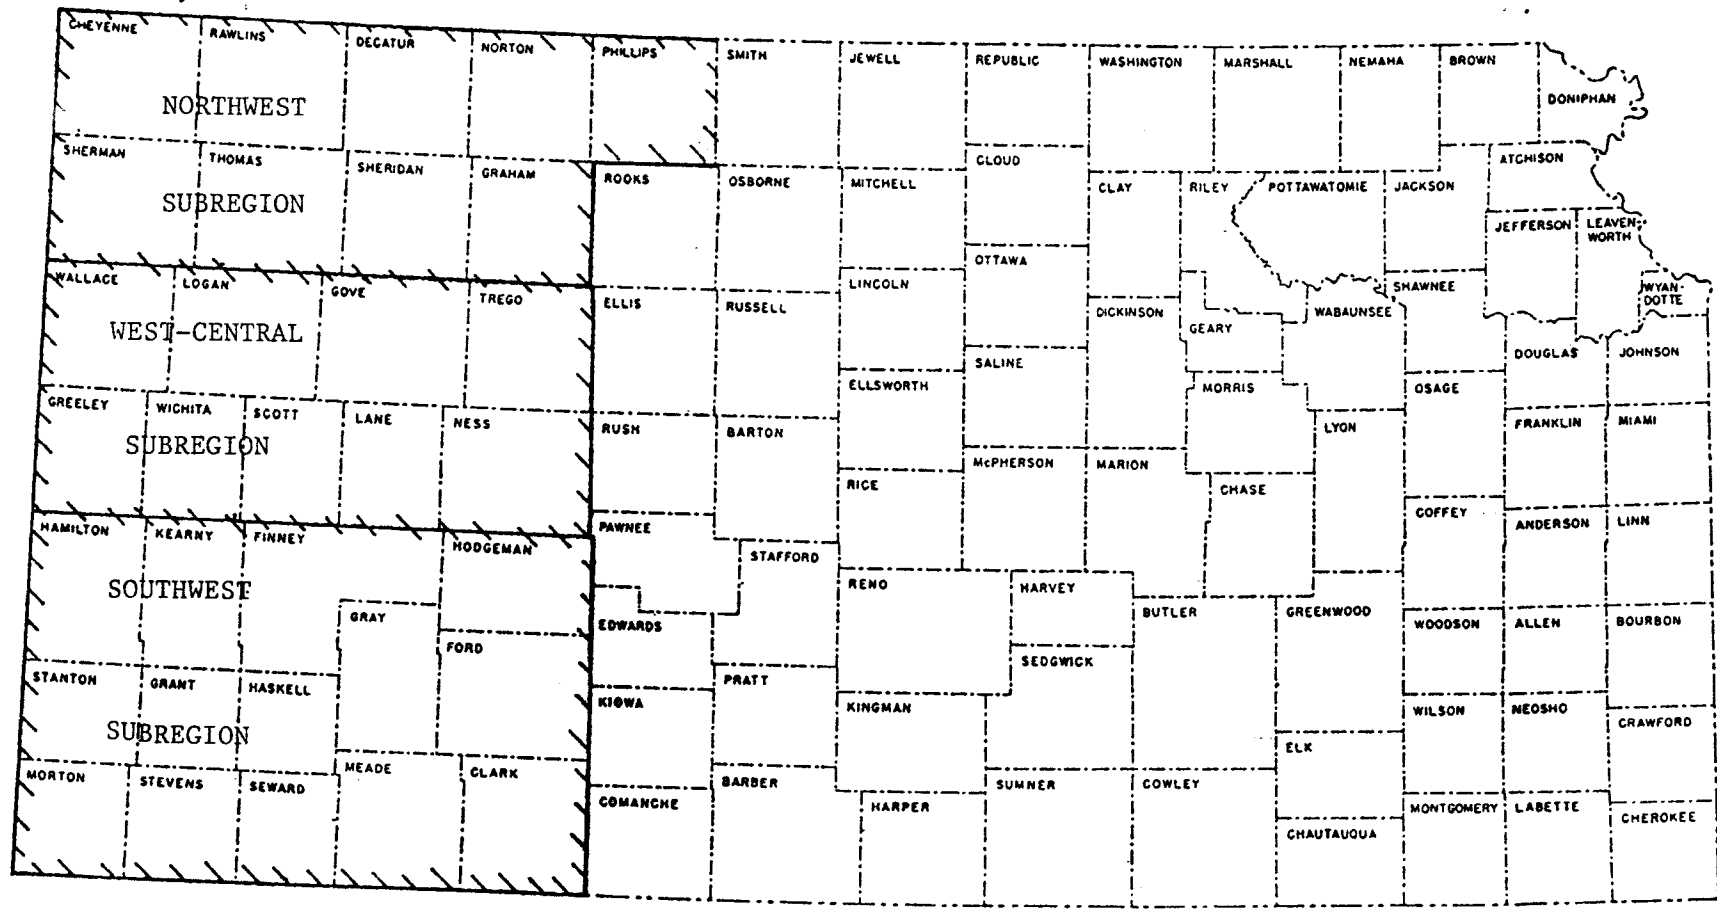 CHEYENNE RAWLINS DECATUR NORTON PHILLIPS SMITH JEWELL REPUBLIC WASHINGTON MARSHALL NEMAHA BROWN
DONIPHAN
NORTHWEST
SHERMAN THOMAS SHERIDAN GRAHAM ROOKS OSBORNE MITCHELL CLOUD CLAY RILEY POTTAWATOMIE JACKSON ATCHISON
SUBREGION
JEFFERSON LEAVEN-
WORTH
WALLACE LOGAN GOVE TREGO ELLIS RUSSELL LINCOLN OTTAWA DICKINSON GEARY WABAUNSEE SHAWNEE WYAN-
DOTTE
WEST-CENTRAL
DOUGLAS JOHNSON
GREELEY WICHITA SCOTT LANE NESS RUSH BARTON ELLSWORTH SALINE MORRIS LYON OSAGE FRANKLIN MIAMI
SUBREGION
RICE McPHERSON MARION CHASE COFFEY ANDERSON LINN
HAMILTON KEARNY FINNEY HODGEMAN PAWNEE STAFFORD
SOUTHWEST
GRAY FORD EDWARDS RENO HARVEY BUTLER GREENWOOD WOODSON ALLEN BOURBON
STANTON GRANT HASKELL KIOWA PRATT KINGMAN SEDGWICK WILSON NEOSHO CRAWFORD
SUBREGION
ELK
MORTON STEVENS SEWARD MEADE CLARK COMANCHE BARBER HARPER SUMNER COWLEY CHAUTAUQUA MONTGOMERY LABETTE CHEROKEE